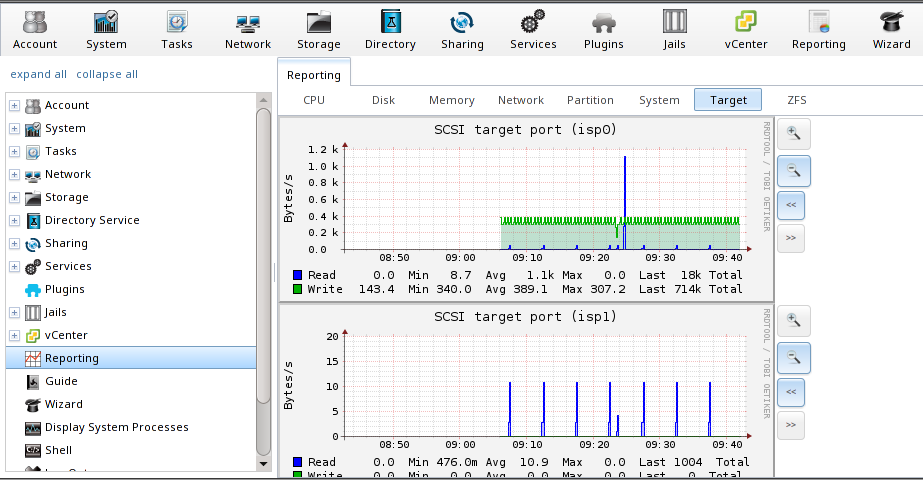 Account System Tasks Network Storage Directory Sharing Services Plugins Jails vCenter Reporting Wizard
expand all collapse all
Account
System
Tasks
Network
Storage
Directory Service
Sharing
Services
Plugins
Jails
vCenter
Reporting
Guide
Wizard
Display System Processes
Shell
Reporting
CPU Disk Memory Network Partition System Target ZFS
SCSI target port (isp0)
RRDTOOL / TOBI OETIKER
Bytes/s
1.2 k
1.0 k
0.8 k
0.6 k
0.4 k
0.2 k
0.0
08:50 09:00 09:10 09:20 09:30 09:40
Read 0.0 Min 8.7 Avg 1.1k Max 0.0 Last 18k Total
Write 143.4 Min 340.0 Avg 389.1 Max 307.2 Last 714k Total
<<
>>
SCSI target port (isp1)
RRDTOOL / TOBI OETIKER
Bytes/s
20
15
10
5
0
08:50 09:00 09:10 09:20 09:30 09:40
Read 0.0 Min 476.0m Avg 10.9 Max 0.0 Last 1004 Total
Write 0.0 Min 0.0 Avg 0.0 Max 0.0 Last 0 Total
<<
>>